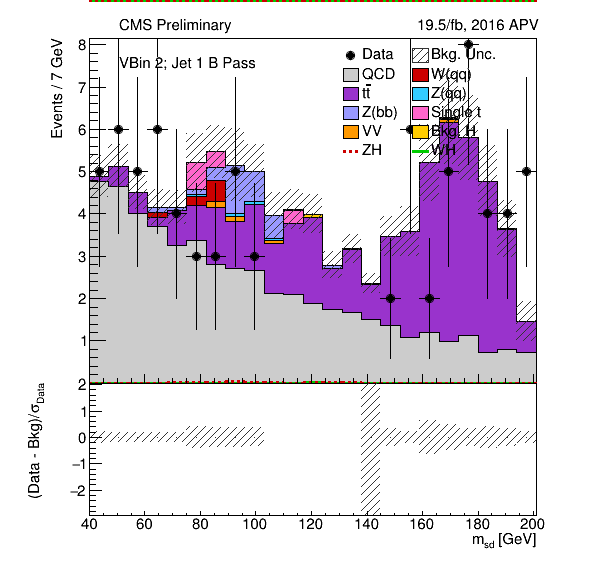 CMS Preliminary 19.5/fb, 2016 APV
Events / 7 GeV
VBin 2; Jet 1 B Pass
Data Bkg. Unc.
QCD W(qq)
tt̄ Z(qq)
Z(bb) Single t
VV Bkg. H
ZH WH
8
7
6
5
4
3
2
1
(Data - Bkg)/σData
2
1
0
−1
−2
40 60 80 100 120 140 160 180 200
msd [GeV]